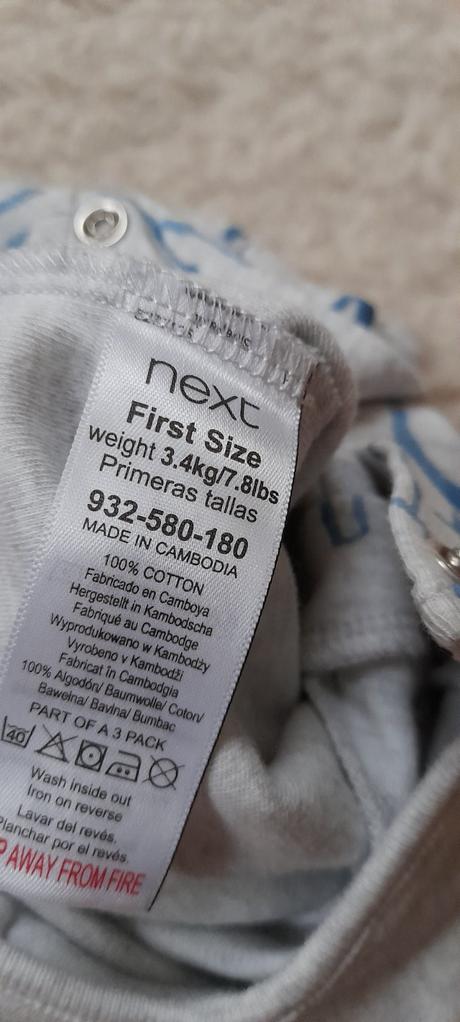 next
First Size
weight 3.4kg/7.8lbs
Primeras tallas
932-580-180
MADE IN CAMBODIA
100% COTTON
Fabricado en Camboya
Hergestellt in Kambodscha
Fabriqué au Cambodge
Wyprodukowano w Kambodży
Vyrobeno v Kambodži
Fabricat în Cambodgia
100% Algodón/ Baumwolle/ Coton/
Bawełna/ Bavlna/ Bumbac
PART OF A 3 PACK
40
Wash inside out
Iron on reverse
Lavar del revés.
Planchar por el revés.
AWAY FROM FIRE